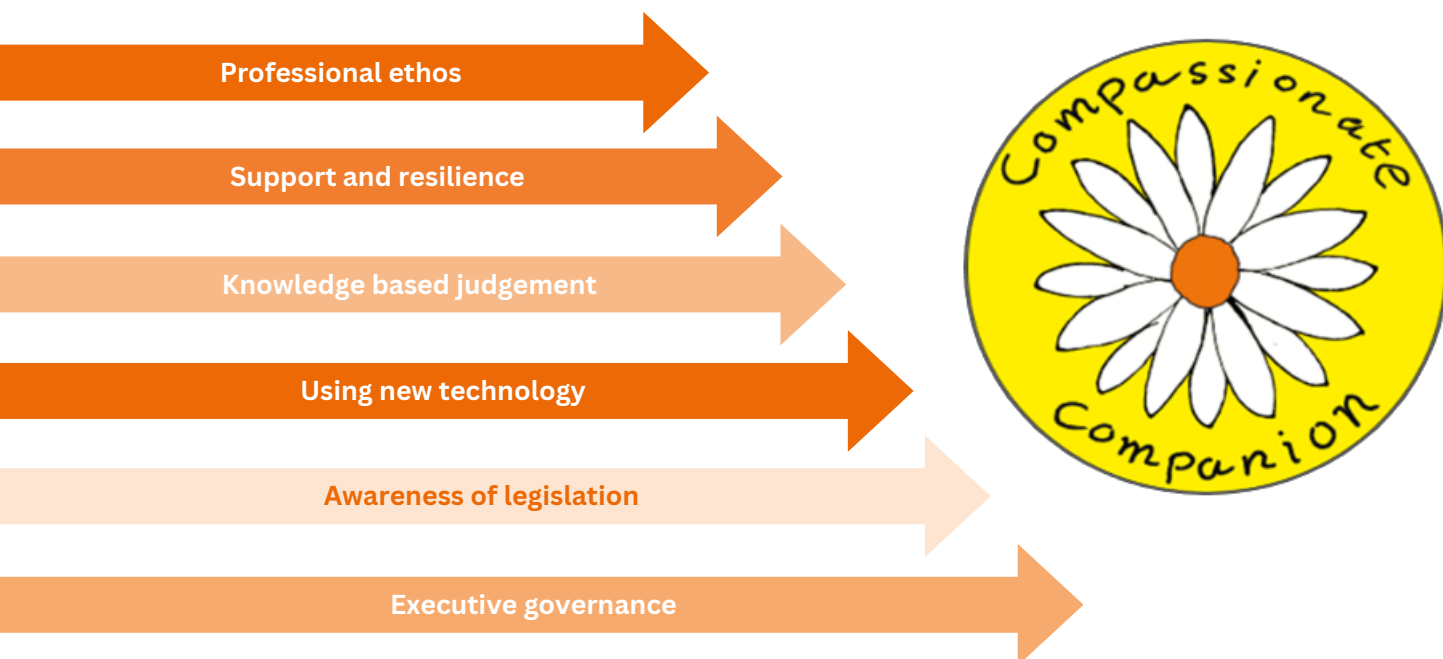 Professional ethos
Support and resilience
Knowledge based judgement
Using new technology
Awareness of legislation
Executive governance
Compassionate
Companion